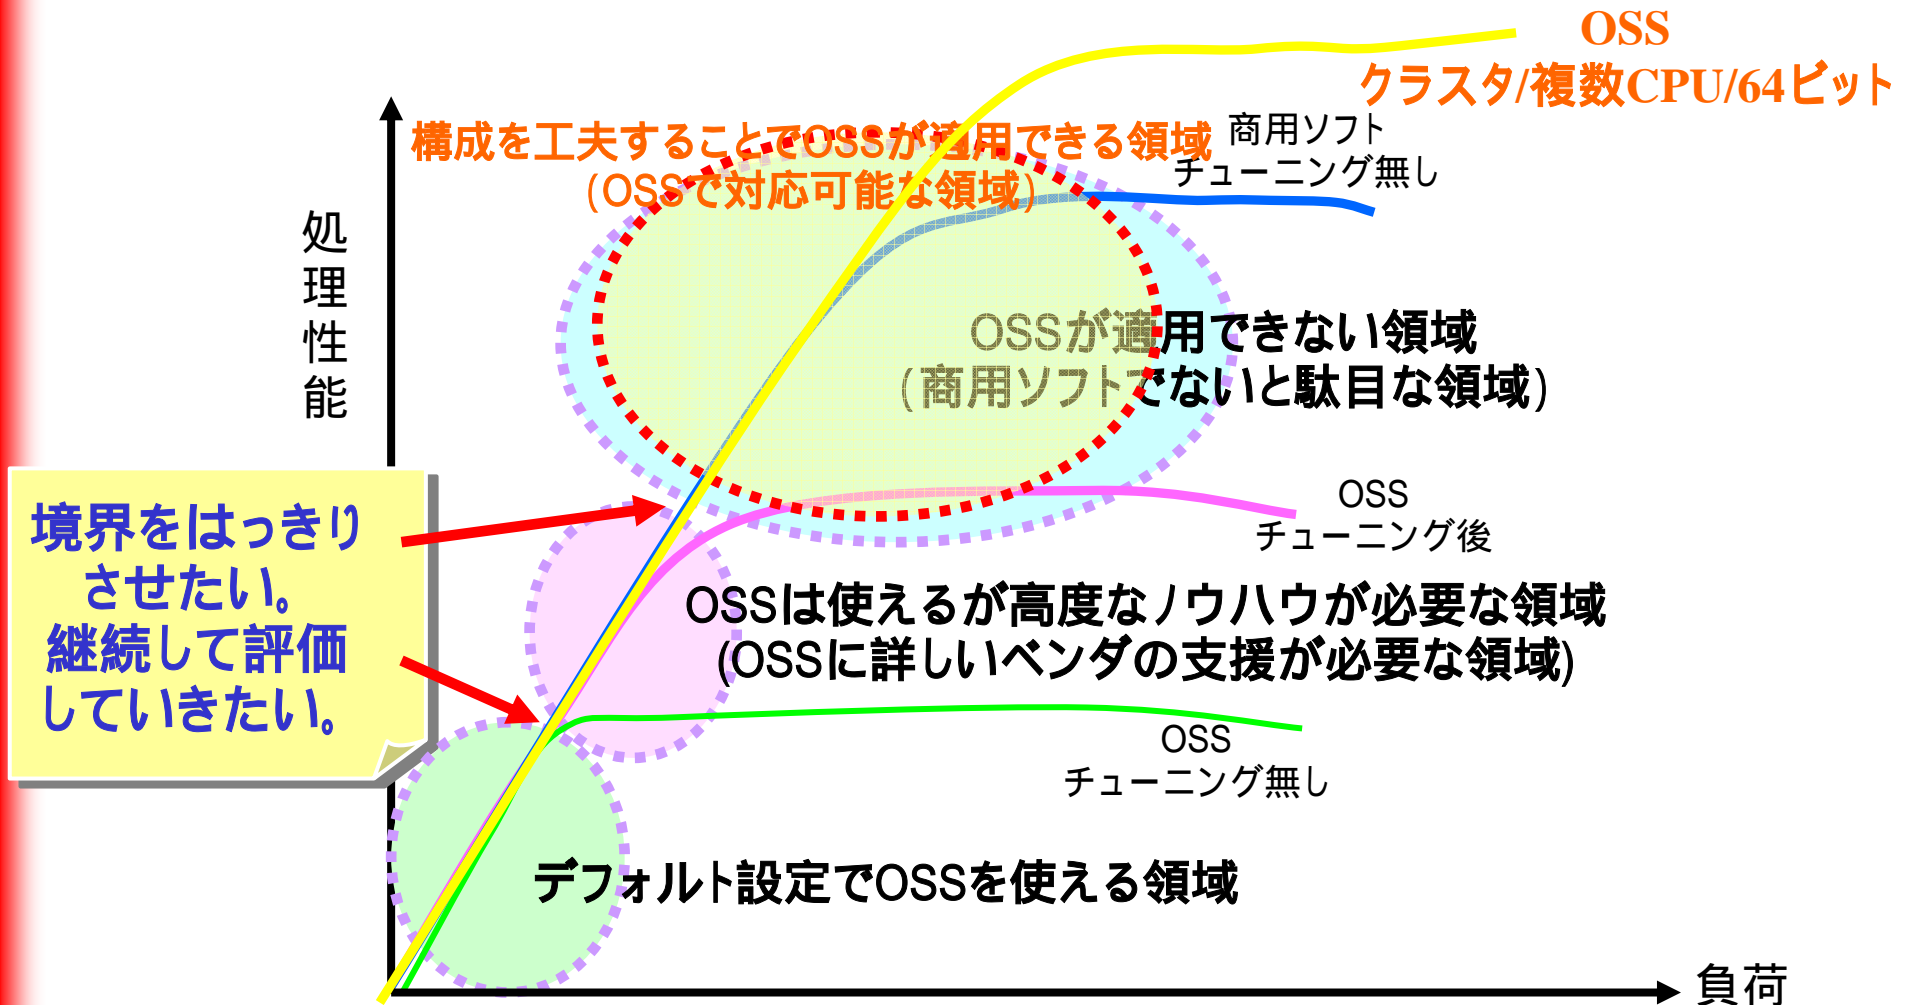 OSS
クラスタ/複数CPU/64ビット
構成を工夫することでOSSが適用できる領域
(OSSで対応可能な領域)
商用ソフト
チューニング無し
処理性能
OSSが適用できない領域
(商用ソフトでないと駄目な領域)
境界をはっきり
させたい。
継続して評価
していきたい。
OSS
チューニング後
OSSは使えるが高度なノウハウが必要な領域
(OSSに詳しいベンダの支援が必要な領域)
OSS
チューニング無し
デフォルト設定でOSSを使える領域
負荷